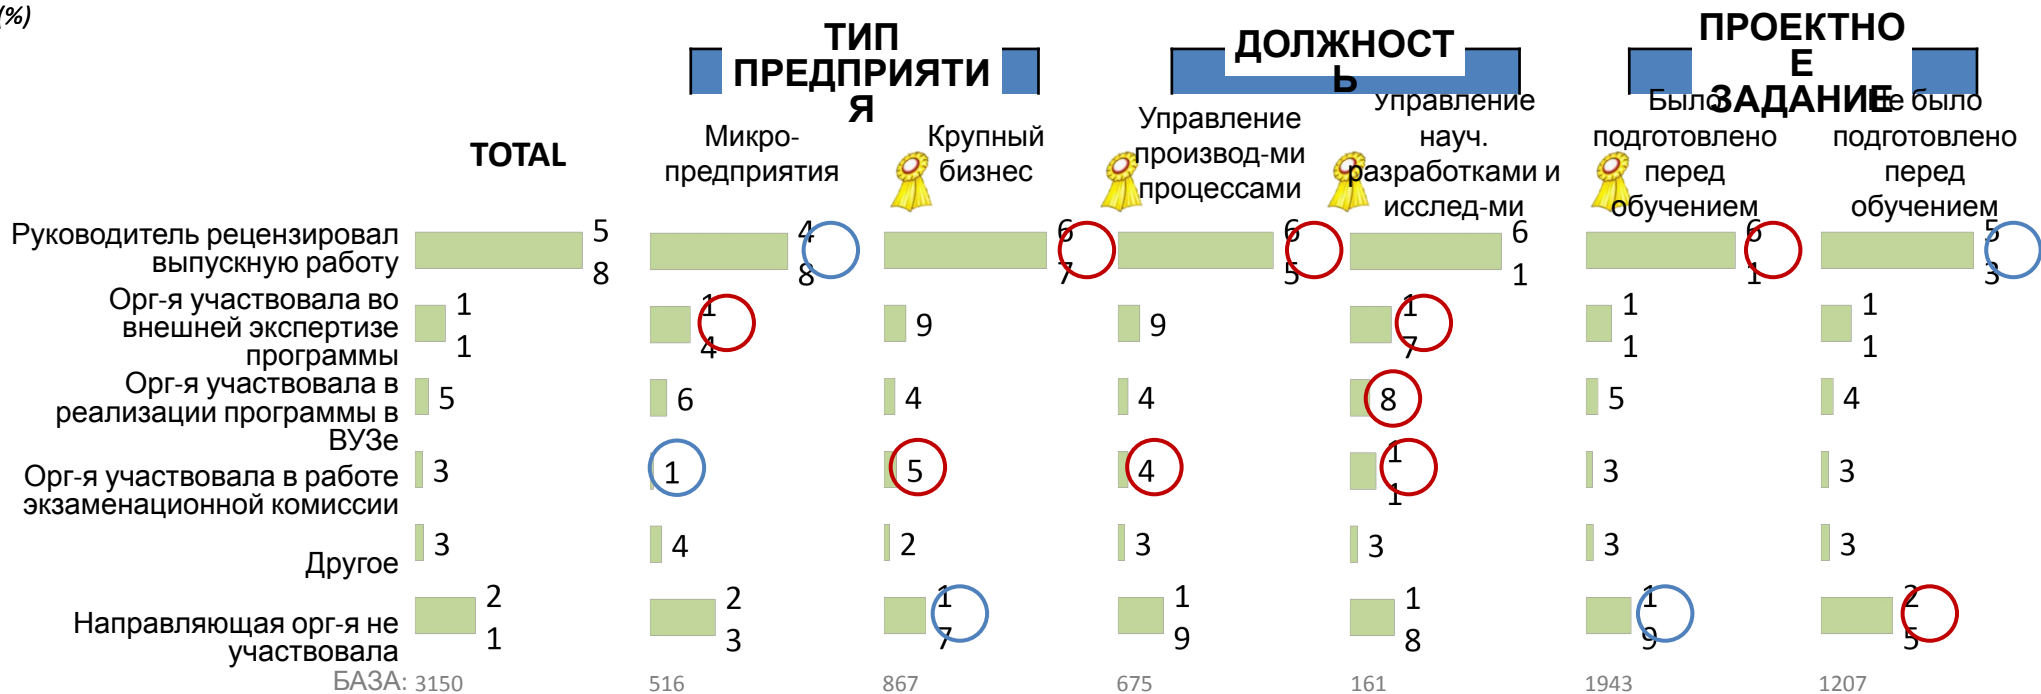 (%)
ТИП
ПРЕДПРИЯТИ
Я
ДОЛЖНОСТ
Ь
ПРОЕКТНО
Е
ЗАДАНИЕ
TOTAL
Микро-
предприятия
Крупный
бизнес
Управление
производ-ми
процессами
Управление
науч.
разработками и
исслед-ми
Было
подготовлено
перед
обучением
Не было
подготовлено
перед
обучением
Руководитель рецензировал
выпускную работу
5
8
4
8
6
7
6
5
6
1
6
1
5
3
Орг-я участвовала во
внешней экспертизе
программы
1
1
1
4
9
9
1
7
1
1
1
1
Орг-я участвовала в
реализации программы в
ВУЗе
5
6
4
4
8
5
4
Орг-я участвовала в работе
экзаменационной комиссии
3
1
5
4
1
1
3
3
Другое
3
4
2
3
3
3
3
Направляющая орг-я не
участвовала
2
1
2
3
1
7
1
9
1
8
1
9
2
5
БАЗА: 3150 516 867 675 161 1943 1207